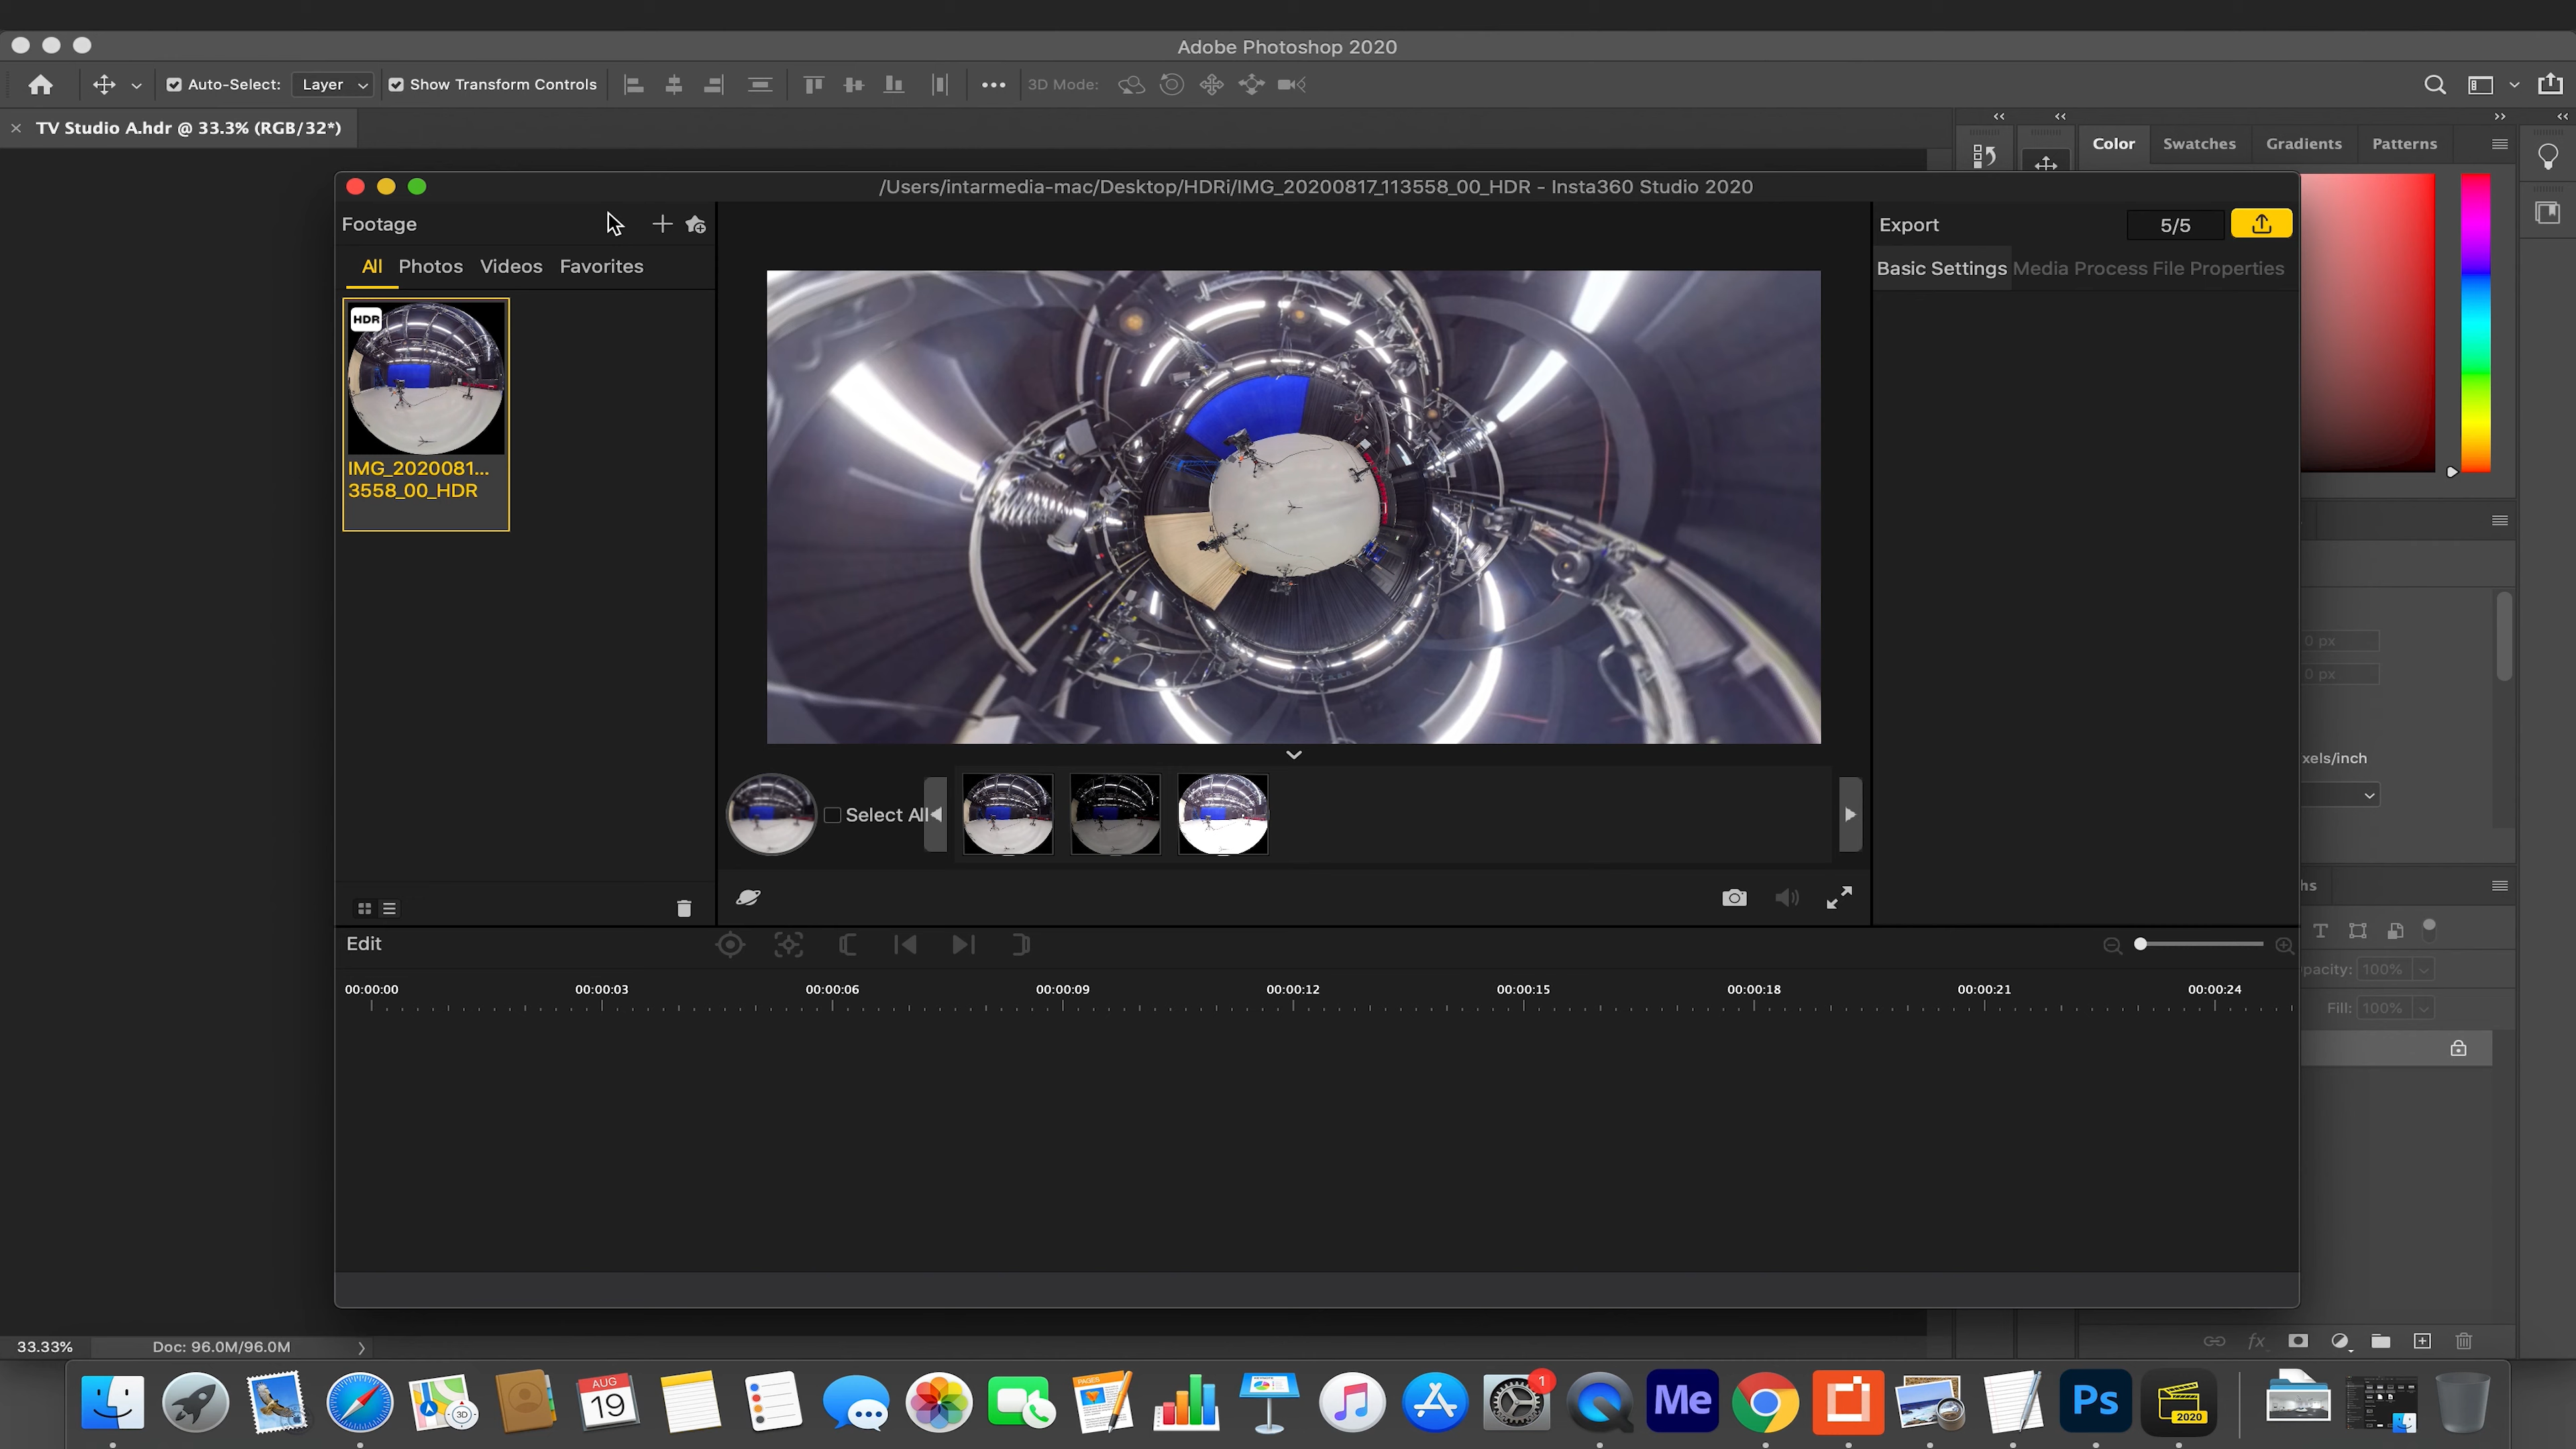 Adobe Photoshop 2020
Auto-Select: Layer Show Transform Controls 3D Mode:
TV Studio A.hdr @ 33.3% (RGB/32*)
Color Swatches Gradients Patterns
/Users/intarmedia-mac/Desktop/HDRi/IMG_20200817_113558_00_HDR - Insta360 Studio 2020
Footage
Export 5/5
All Photos Videos Favorites
Basic Settings Media Process File Properties
HDR
IMG_2020081...
3558_00_HDR
0 px
0 px
xels/inch
Select All
hs
Edit
pacity: 100%
00:00:00 00:00:03 00:00:06 00:00:09 00:00:12 00:00:15 00:00:18 00:00:21 00:00:24
Fill: 100%
33.33% Doc: 96.0M/96.0M
AUG
19
3D
PAGES
1
Me
Ps
2020